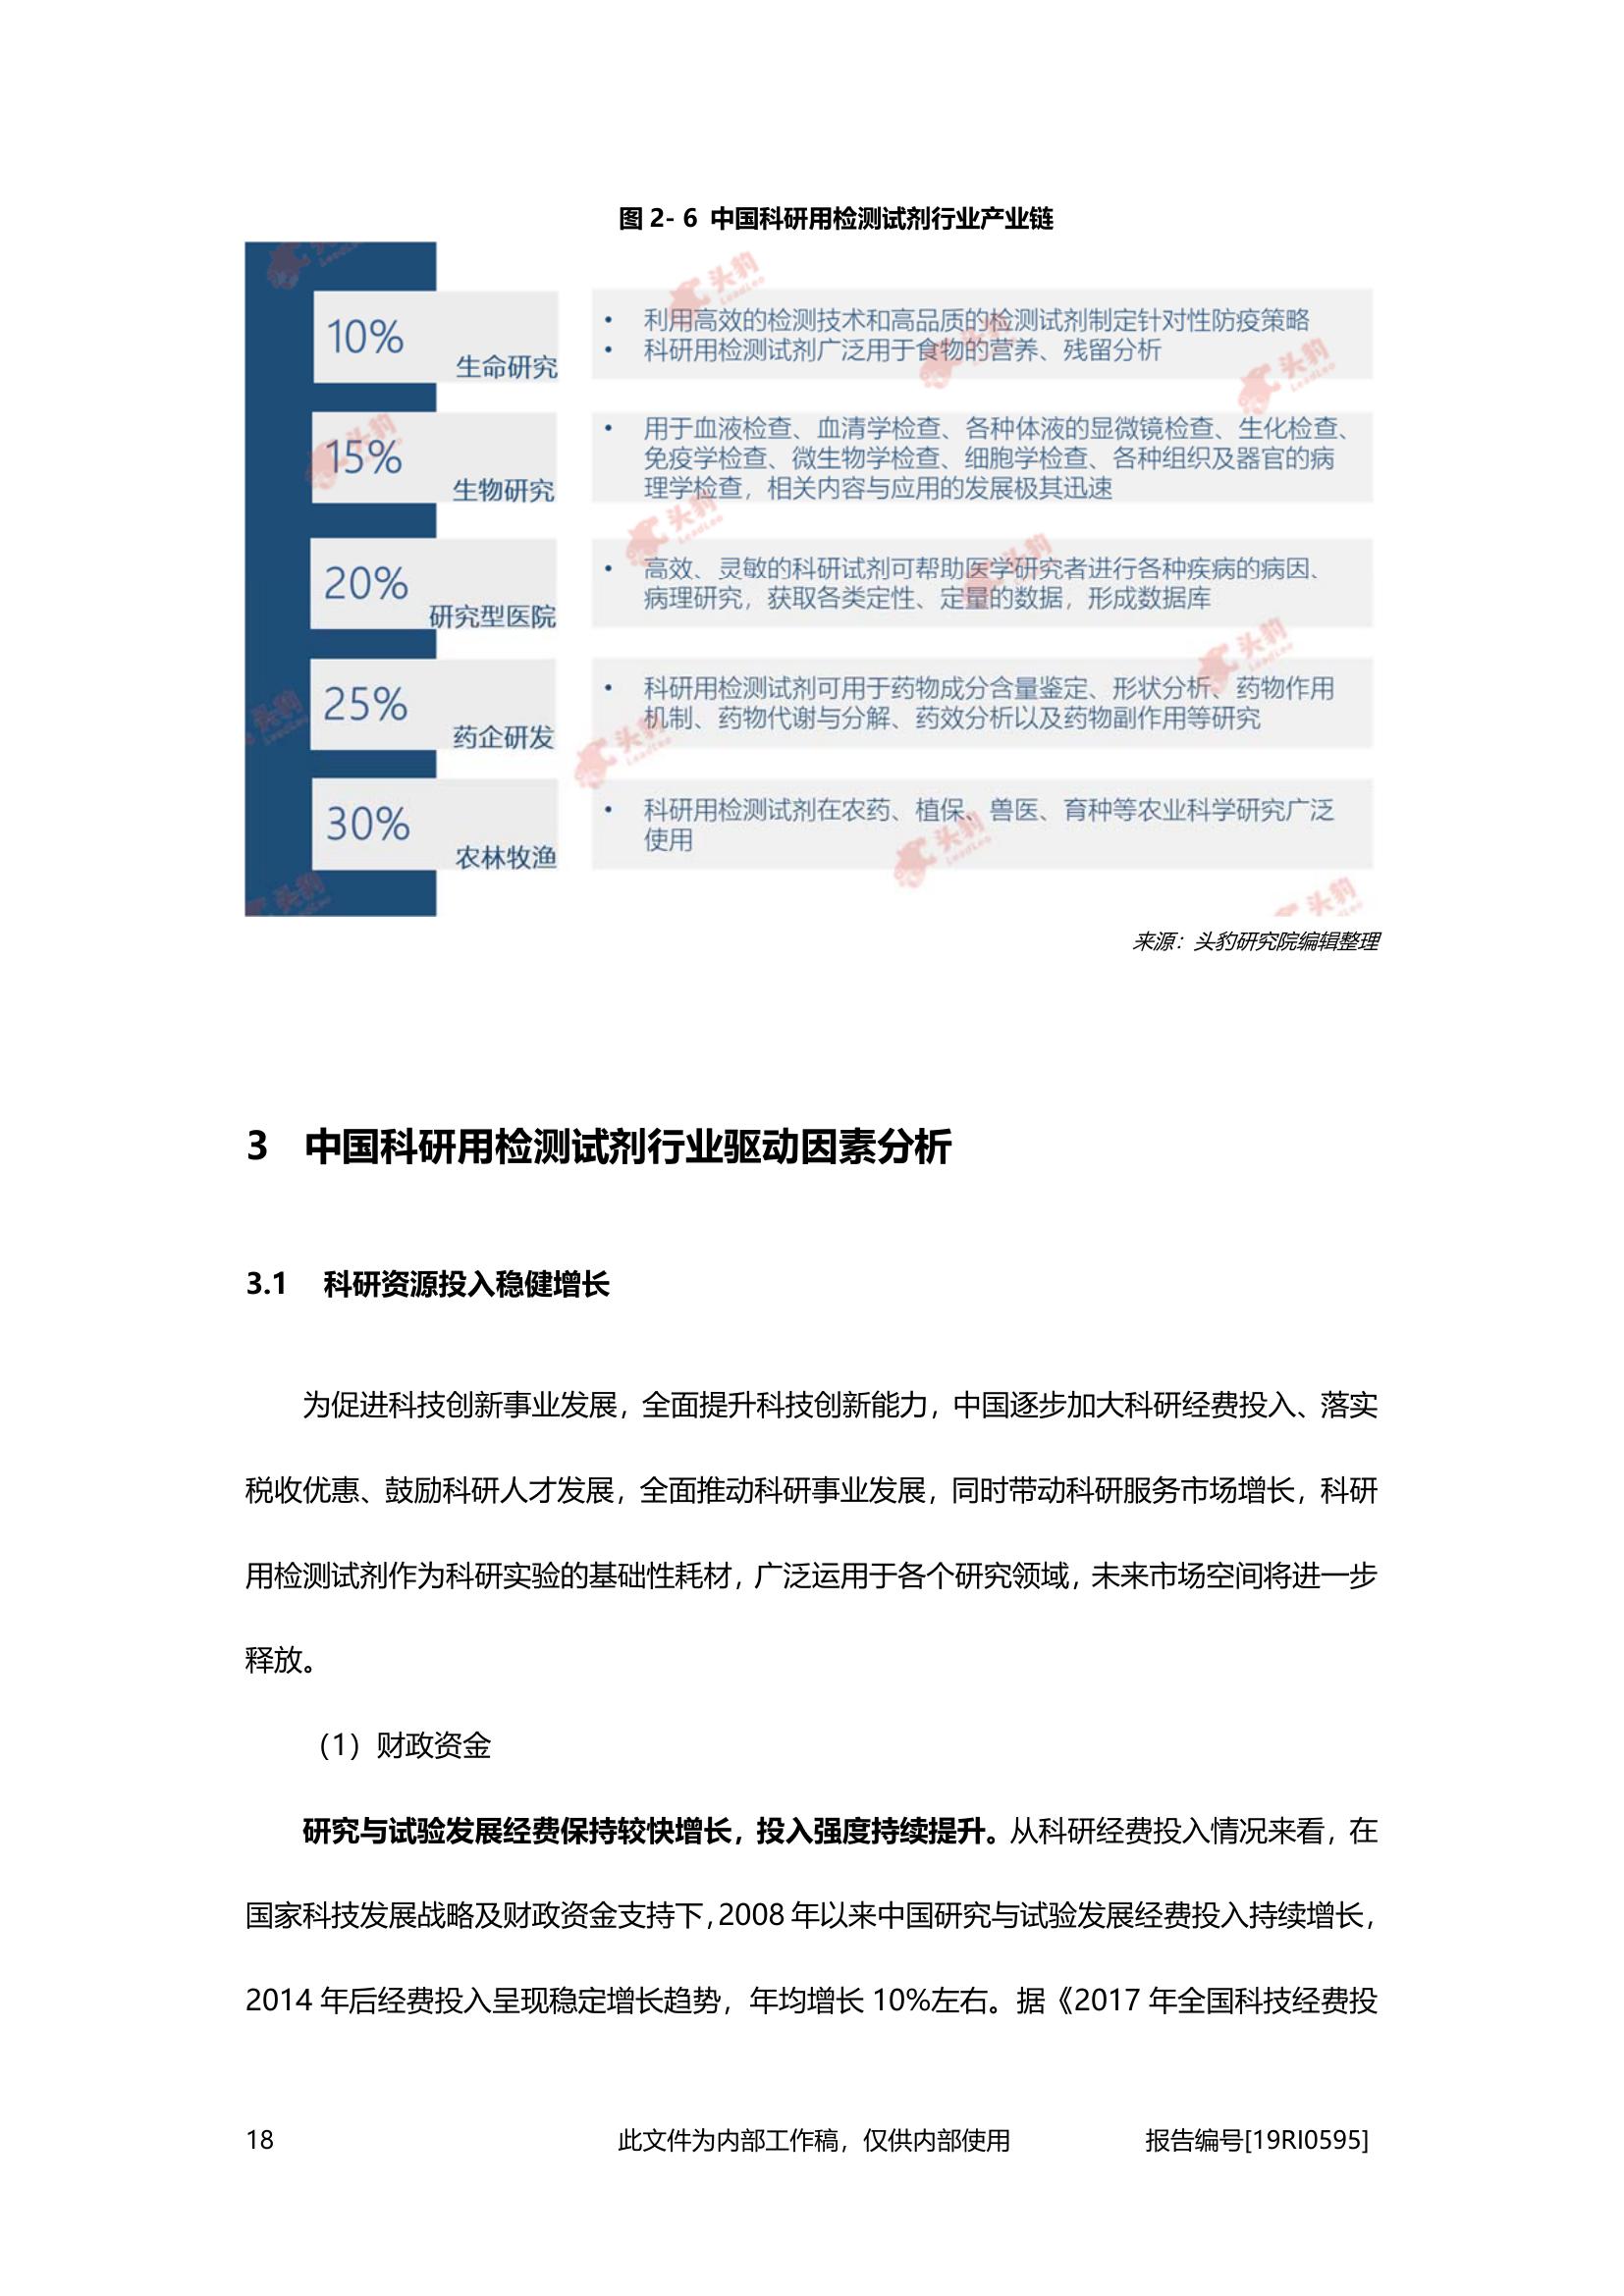 图 2- 6 中国科研用检测试剂行业产业链
10%
生命研究
• 利用高效的检测技术和高品质的检测试剂制定针对性防疫策略
• 科研用检测试剂广泛用于食物的营养、残留分析
15%
生物研究
• 用于血液检查、血清学检查、各种体液的显微镜检查、生化检查、
免疫学检查、微生物学检查、细胞学检查、各种组织及器官的病
理学检查，相关内容与应用的发展极其迅速
20%
研究型医院
• 高效、灵敏的科研试剂可帮助医学研究者进行各种疾病的病因、
病理研究，获取各类定性、定量的数据，形成数据库
25%
药企研发
• 科研用检测试剂可用于药物成分含量鉴定、形状分析、药物作用
机制、药物代谢与分解、药效分析以及药物副作用等研究
30%
农林牧渔
• 科研用检测试剂在农药、植保、兽医、育种等农业科学研究广泛
使用
头豹
LeadLeo
来源：头豹研究院编辑整理
3 中国科研用检测试剂行业驱动因素分析
3.1 科研资源投入稳健增长
为促进科技创新事业发展，全面提升科技创新能力，中国逐步加大科研经费投入、落实
税收优惠、鼓励科研人才发展，全面推动科研事业发展，同时带动科研服务市场增长，科研
用检测试剂作为科研实验的基础性耗材，广泛运用于各个研究领域，未来市场空间将进一步
释放。
（1）财政资金
研究与试验发展经费保持较快增长，投入强度持续提升。从科研经费投入情况来看，在
国家科技发展战略及财政资金支持下，2008 年以来中国研究与试验发展经费投入持续增长，
2014 年后经费投入呈现稳定增长趋势，年均增长 10%左右。据《2017 年全国科技经费投
18
此文件为内部工作稿，仅供内部使用
报告编号[19RI0595]